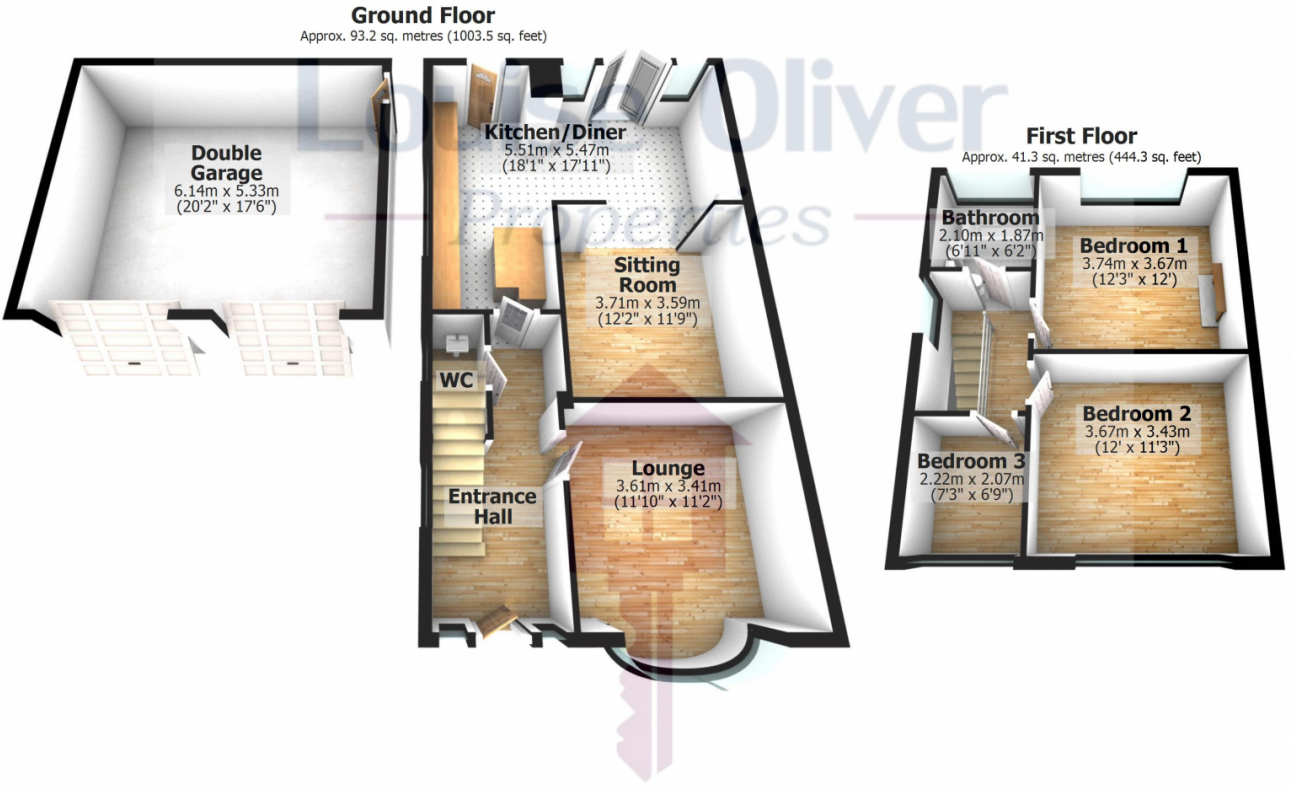 Ground Floor
Approx. 93.2 sq. metres (1003.5 sq. feet)
Louise Oliver
Properties
Double
Garage
6.14m x 5.33m
(20'2" x 17'6")
Kitchen/Diner
5.51m x 5.47m
(18'1" x 17'11")
Sitting
Room
3.71m x 3.59m
(12'2" x 11'9")
WC
Entrance
Hall
Lounge
3.61m x 3.41m
(11'10" x 11'2")
First Floor
Approx. 41.3 sq. metres (444.3 sq. feet)
Bathroom
2.10m x 1.87m
(6'11" x 6'2")
Bedroom 1
3.74m x 3.67m
(12'3" x 12')
Bedroom 2
3.67m x 3.43m
(12' x 11'3")
Bedroom 3
2.22m x 2.07m
(7'3" x 6'9")